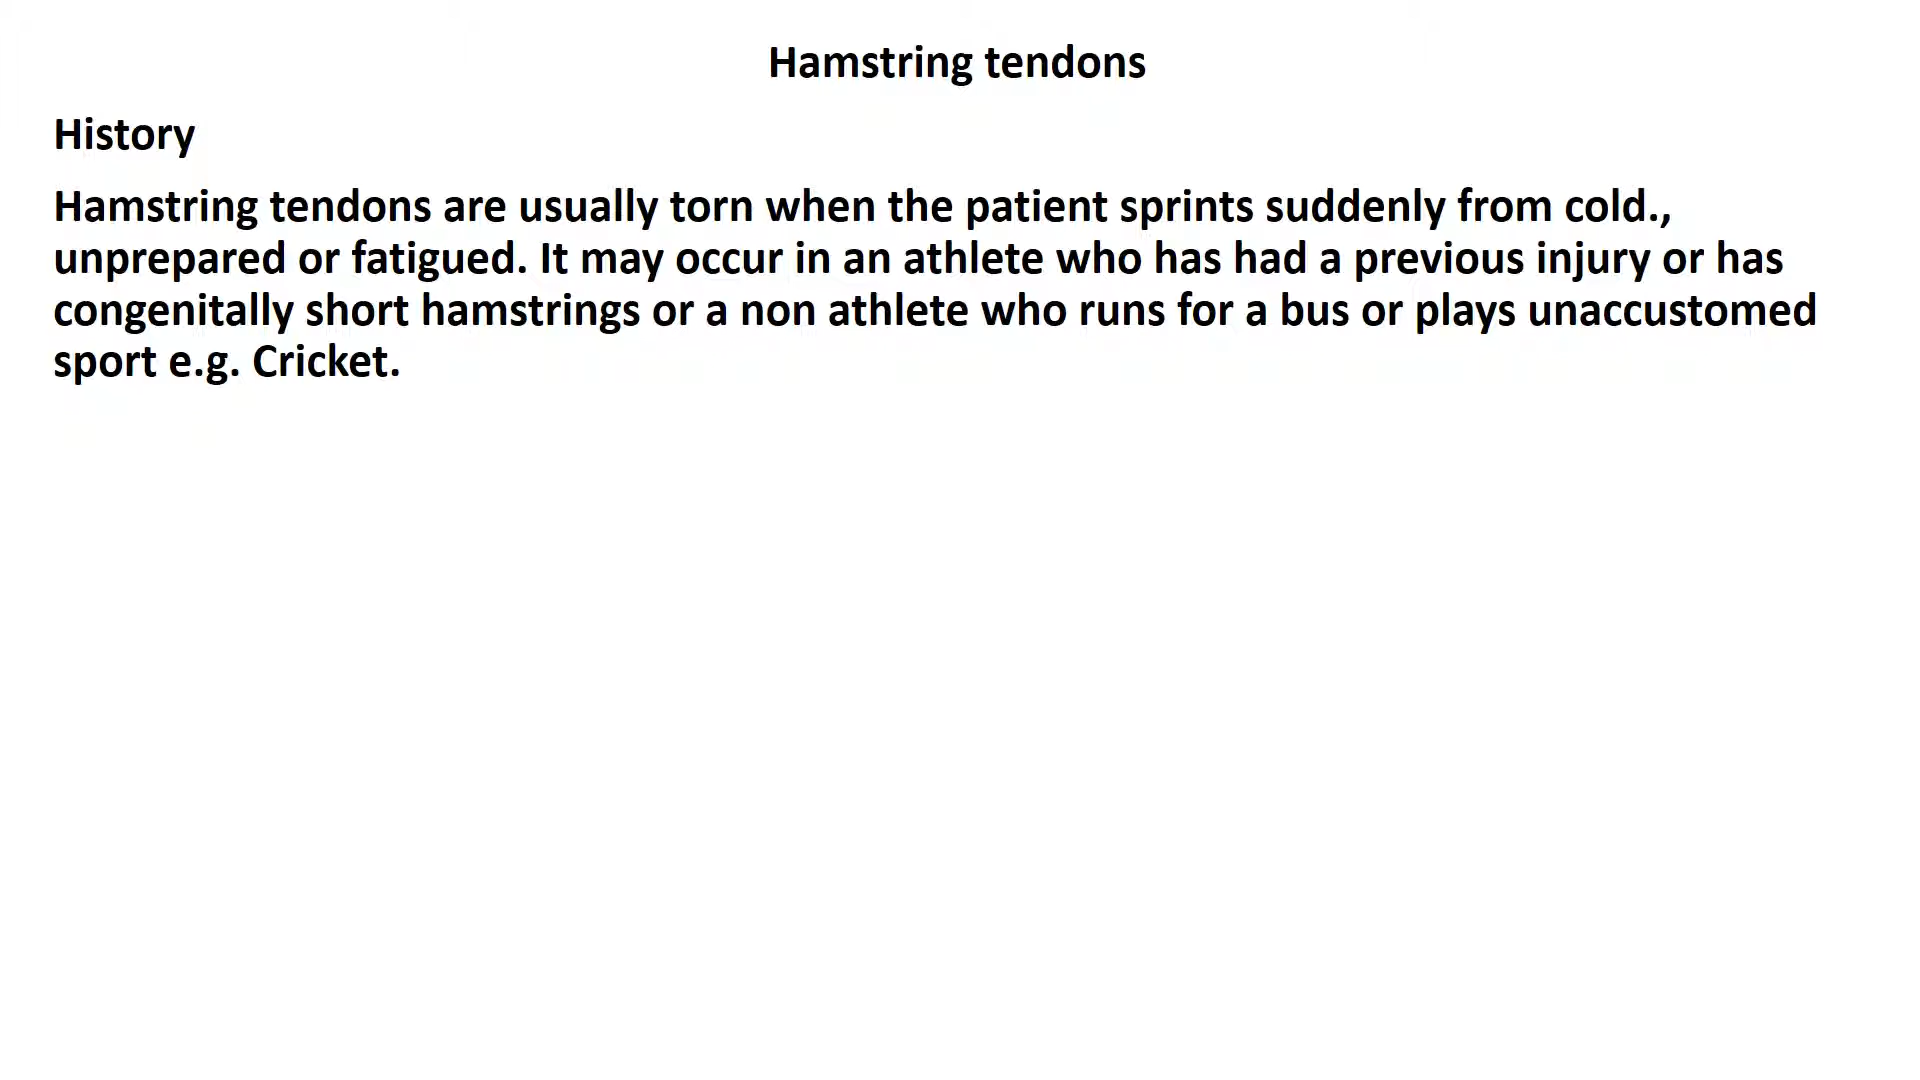 Hamstring tendons
History
Hamstring tendons are usually torn when the patient sprints suddenly from cold.,
unprepared or fatigued. It may occur in an athlete who has had a previous injury or has
congenitally short hamstrings or a non athlete who runs for a bus or plays unaccustomed
sport e.g. Cricket.